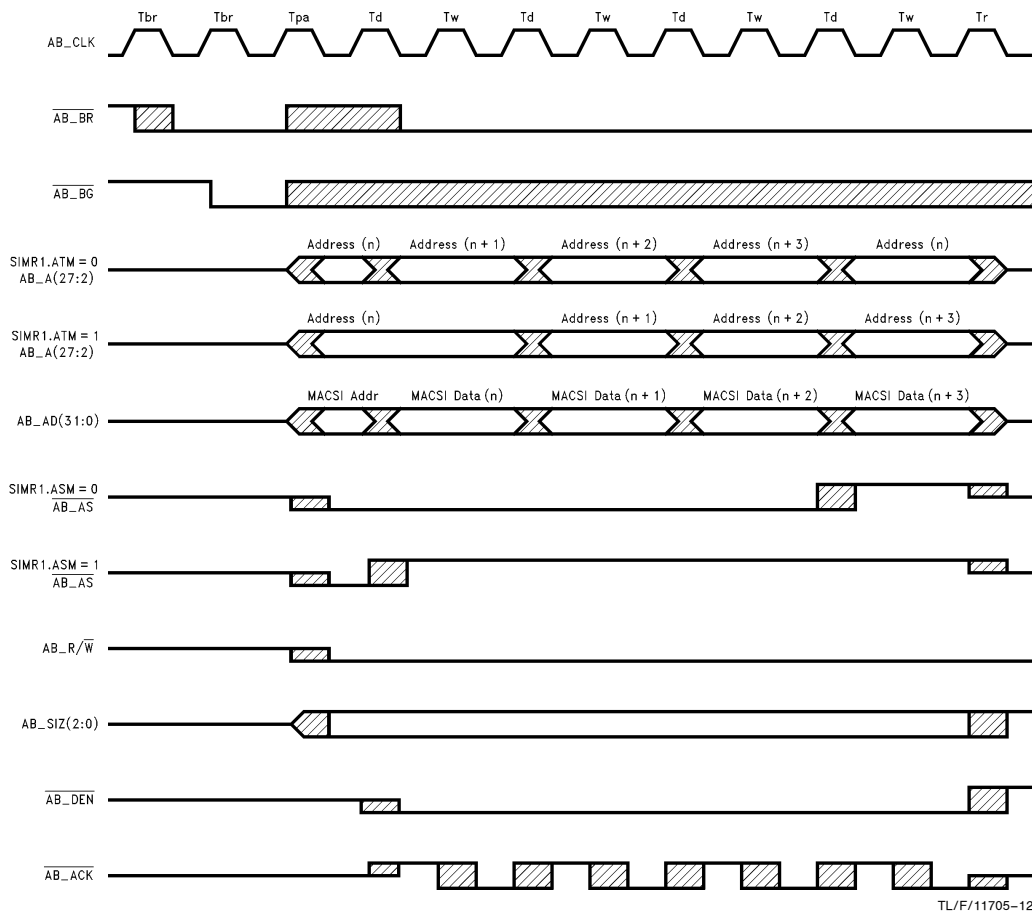 Tbr Tbr Tpa Td Tw Td Tw Td Tw Td Tw Tr
AB_CLK
AB_BR
AB_BG
Address (n) Address (n + 1) Address (n + 2) Address (n + 3) Address (n)
SIMR1.ATM = 0
AB_A(27:2)
Address (n) Address (n + 1) Address (n + 2) Address (n + 3)
SIMR1.ATM = 1
AB_A(27:2)
MACSI Addr MACSI Data (n) MACSI Data (n + 1) MACSI Data (n + 2) MACSI Data (n + 3)
AB_AD(31:0)
SIMR1.ASM = 0
AB_AS
SIMR1.ASM = 1
AB_AS
AB_R/W
AB_SIZ(2:0)
AB_DEN
AB_ACK
TL/F/11705–12